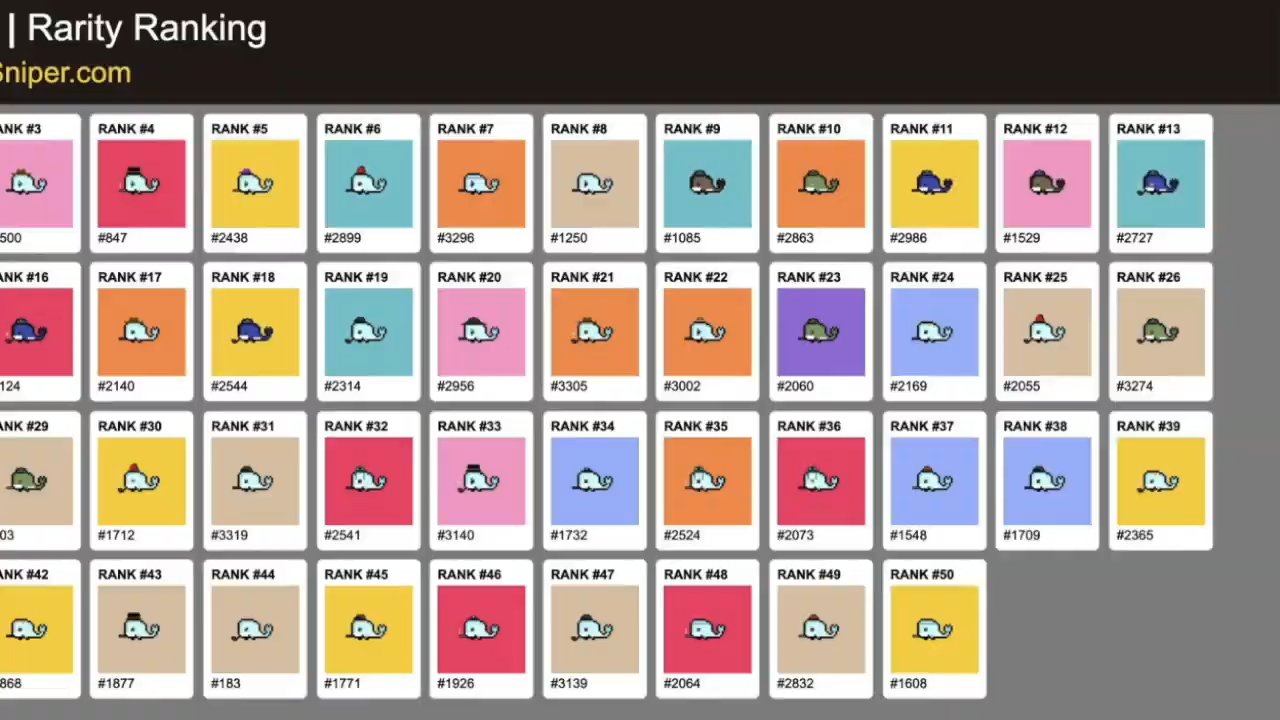 | Rarity Ranking
Sniper.com
ANK #3 RANK #4 RANK #5 RANK #6 RANK #7 RANK #8 RANK #9 RANK #10 RANK #11 RANK #12 RANK #13
500 #847 #2438 #2899 #3296 #1250 #1085 #2863 #2986 #1529 #2727
ANK #16 RANK #17 RANK #18 RANK #19 RANK #20 RANK #21 RANK #22 RANK #23 RANK #24 RANK #25 RANK #26
124 #2140 #2544 #2314 #2956 #3305 #3002 #2060 #2169 #2055 #3274
ANK #29 RANK #30 RANK #31 RANK #32 RANK #33 RANK #34 RANK #35 RANK #36 RANK #37 RANK #38 RANK #39
03 #1712 #3319 #2541 #3140 #1732 #2524 #2073 #1548 #1709 #2365
ANK #42 RANK #43 RANK #44 RANK #45 RANK #46 RANK #47 RANK #48 RANK #49 RANK #50
868 #1877 #183 #1771 #1926 #3139 #2064 #2832 #1608